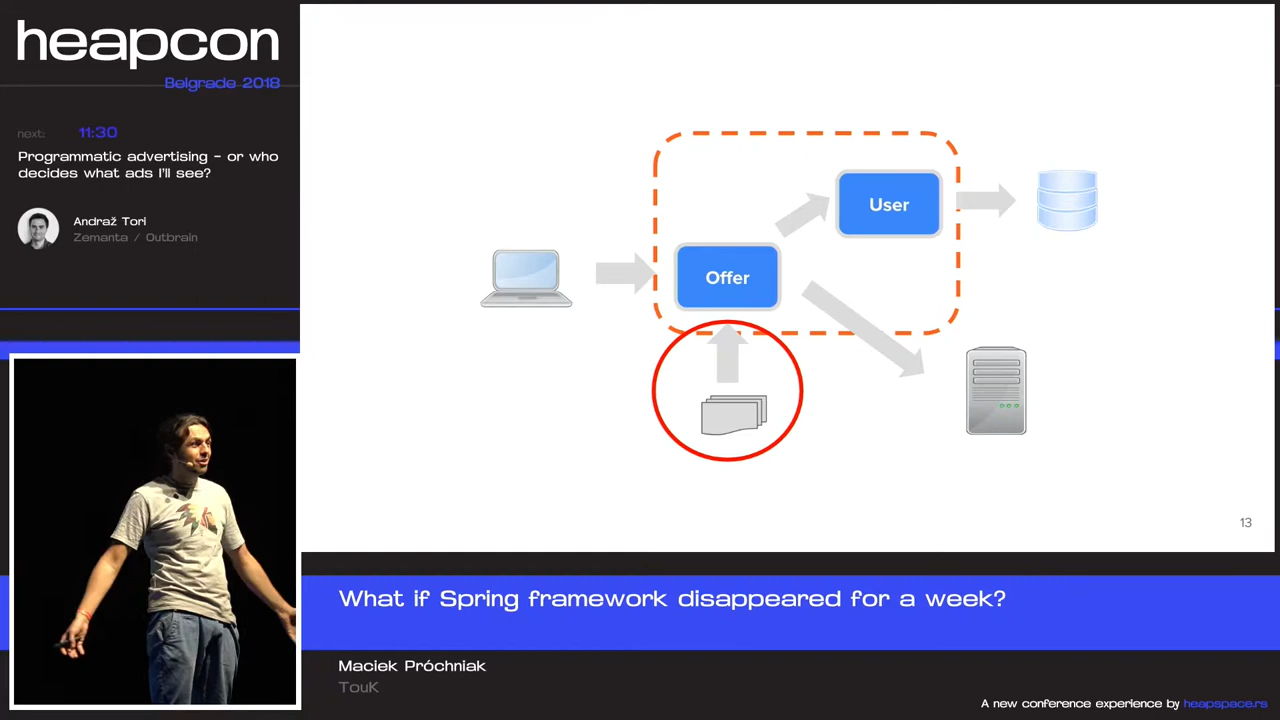 heapcon
Belgrade 2018
next: 11:30
Programmatic advertising - or who
decides what ads I'll see?
Andraž Tori
Zemanta / Outbrain
User
Offer
13
What if Spring framework disappeared for a week?
Maciek Próchniak
TouK
A new conference experience by heapspace.rs